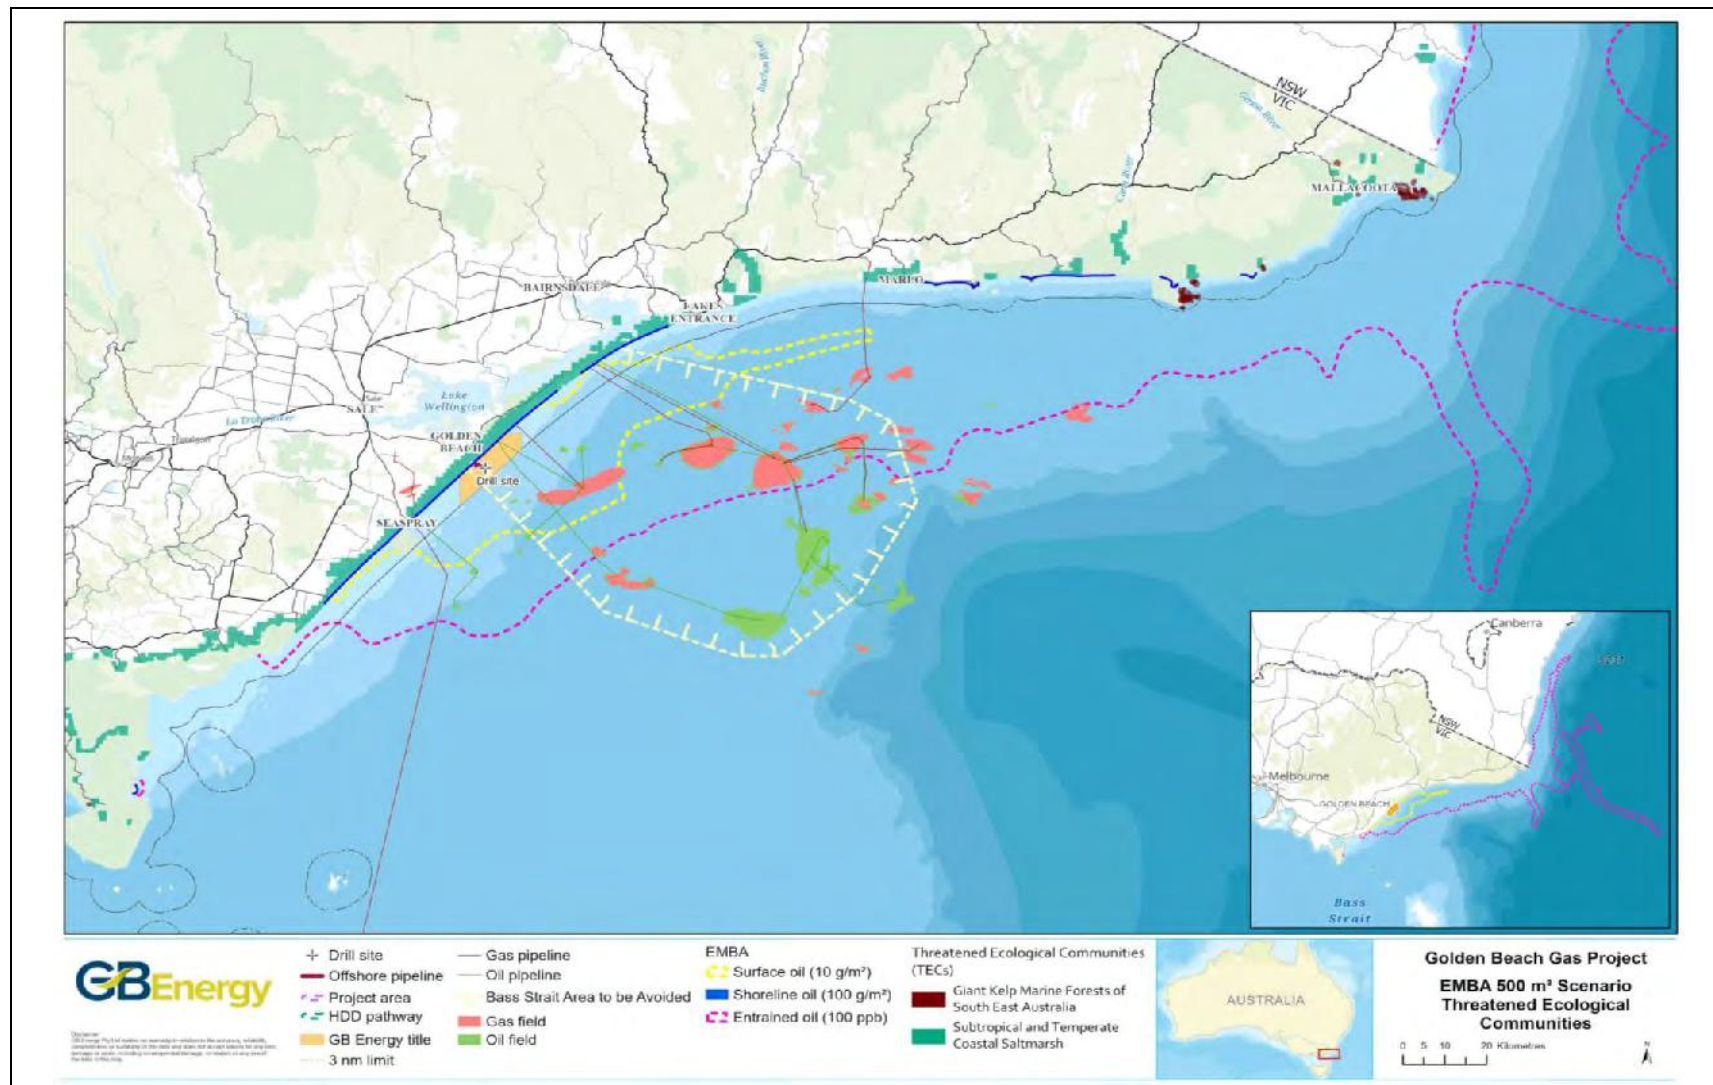 NSW
VIC
MALLACOOTA
BAIRNSDALE
LAKES
ENTRANCE
MARLO
Lake
Wellington
SALE
GOLDEN
BEACH
Drill site
SEASPRAY
Canberra
NSW
VIC
Melbourne
GOLDEN BEACH
Bass
Strait
GBEnergy
Drill site
Offshore pipeline
Project area
HDD pathway
GB Energy title
3 nm limit
Gas pipeline
Oil pipeline
Bass Strait Area to be Avoided
Gas field
Oil field
EMBA
Surface oil (10 g/m²)
Shoreline oil (100 g/m²)
Entrained oil (100 ppb)
Threatened Ecological Communities
(TECs)
Giant Kelp Marine Forests of
South East Australia
Subtropical and Temperate
Coastal Saltmarsh
AUSTRALIA
Golden Beach Gas Project
EMBA 500 m³ Scenario
Threatened Ecological
Communities
0 5 10 20 Kilometres
N